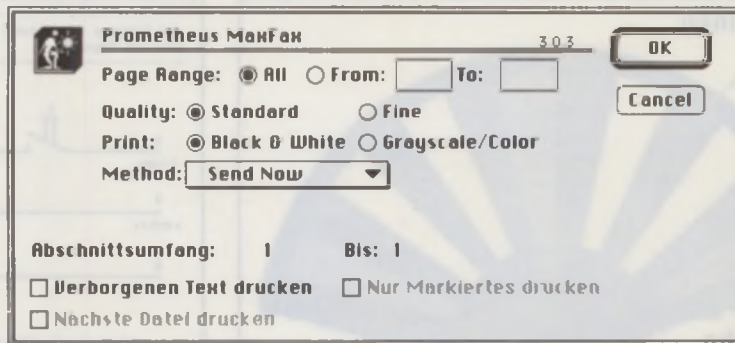 Prometheus MaxFax 303
OK
Page Range: All From: To:
Cancel
Quality: Standard Fine
Print: Black & White Grayscale/Color
Method: Send Now
Abschnittsumfang: 1 Bis: 1
Verborgenen Text drucken Nur Markiertes drucken
Nächste Datei drucken